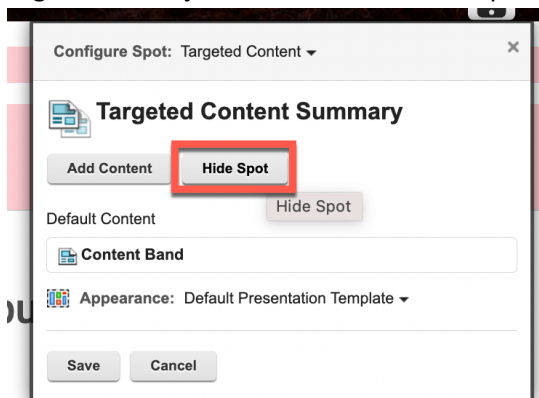 Configure Spot: Targeted Content
×
Targeted Content Summary
Add Content Hide Spot
Hide Spot
Default Content
Content Band
Appearance: Default Presentation Template
Save Cancel